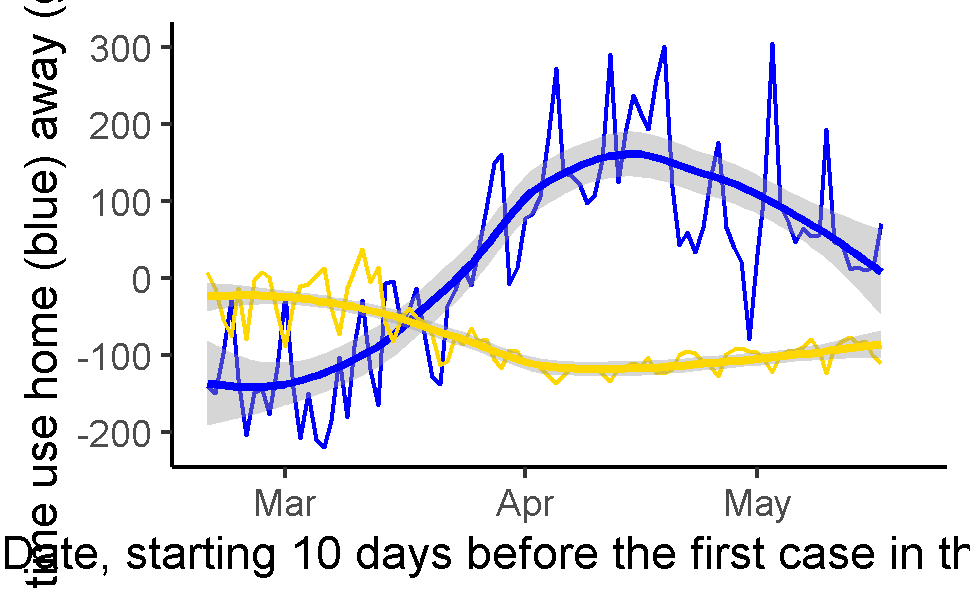 time use home (blue) away (
300
200
100
0
-100
-200
Mar Apr May
Date, starting 10 days before the first case in th